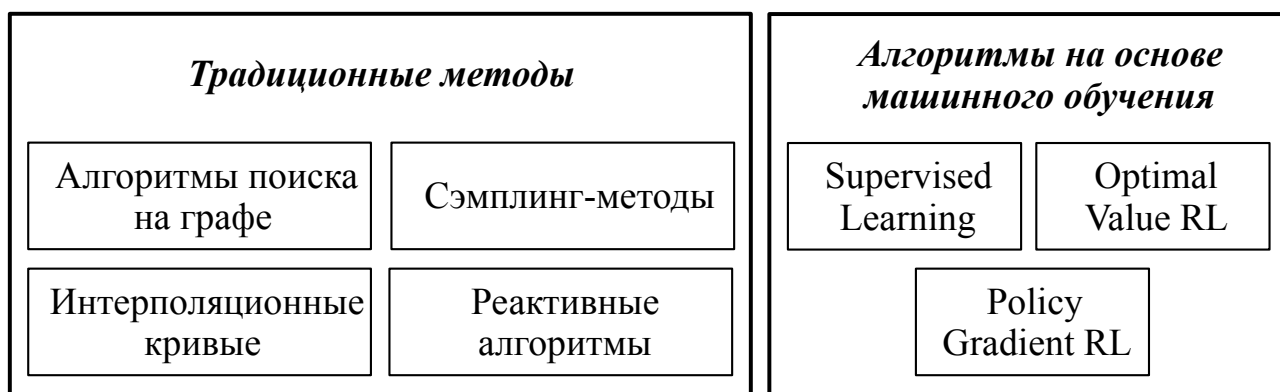 Традиционные методы
Алгоритмы поиска
на графе
Сэмплинг-методы
Интерполяционные
кривые
Реактивные
алгоритмы
Алгоритмы на основе
машинного обучения
Supervised
Learning
Optimal
Value RL
Policy
Gradient RL